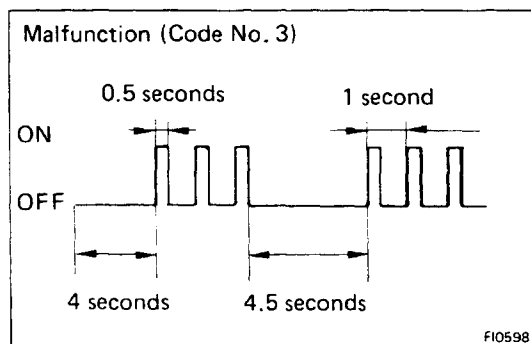 Malfunction (Code No. 3)
0.5 seconds
1 second
ON
OFF
4 seconds
4.5 seconds
FI0598